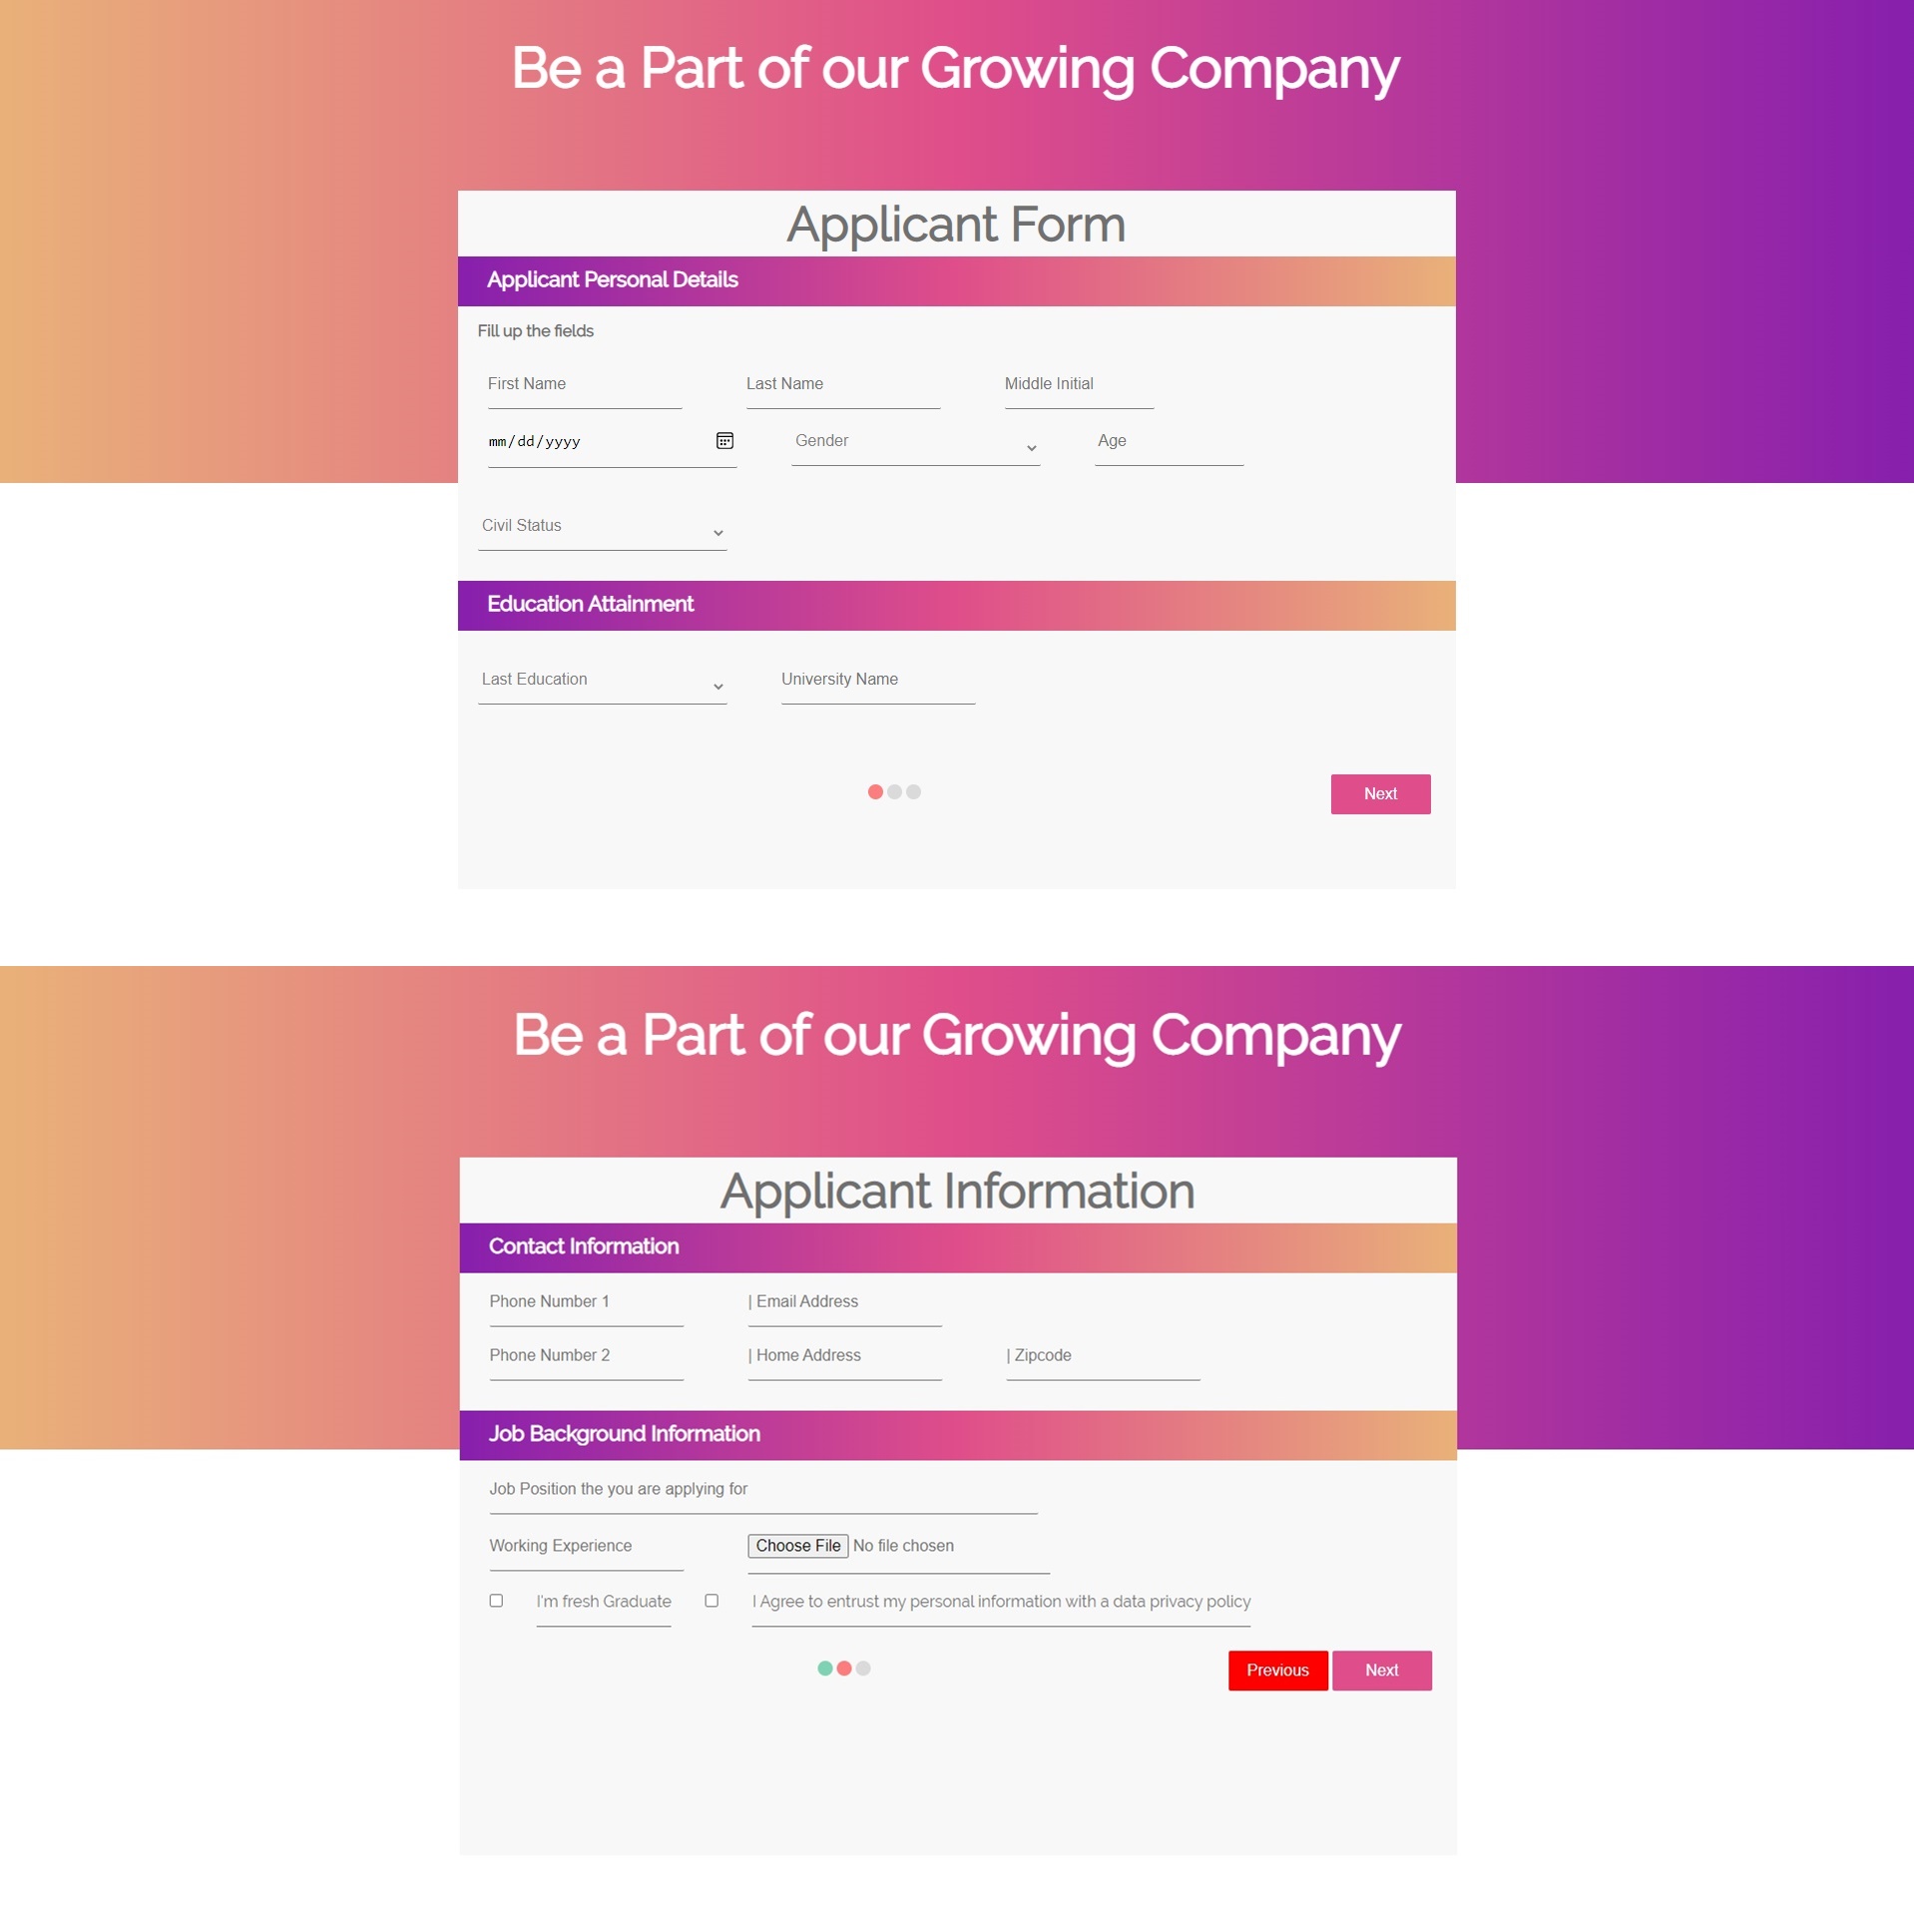 Be a Part of our Growing Company
Applicant Form
Applicant Personal Details
Fill up the fields
First Name Last Name Middle Initial
mm/dd/yyyy Gender Age
Civil Status
Education Attainment
Last Education University Name
Next
Be a Part of our Growing Company
Applicant Information
Contact Information
Phone Number 1 | Email Address
Phone Number 2 | Home Address | Zipcode
Job Background Information
Job Position the you are applying for
Working Experience Choose File No file chosen
I'm fresh Graduate I Agree to entrust my personal information with a data privacy policy
Previous Next